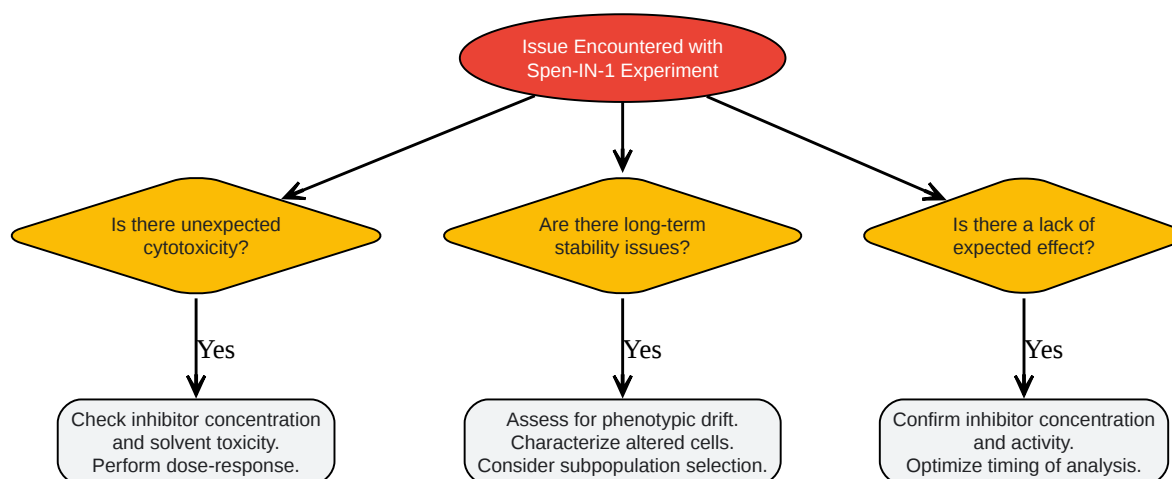 Issue Encountered with
Spen-IN-1 Experiment
Is there unexpected
cytotoxicity?
Are there long-term
stability issues?
Is there a lack of
expected effect?
Yes
Yes
Yes
Check inhibitor concentration
and solvent toxicity.
Perform dose-response.
Assess for phenotypic drift.
Characterize altered cells.
Consider subpopulation selection.
Confirm inhibitor concentration
and activity.
Optimize timing of analysis.